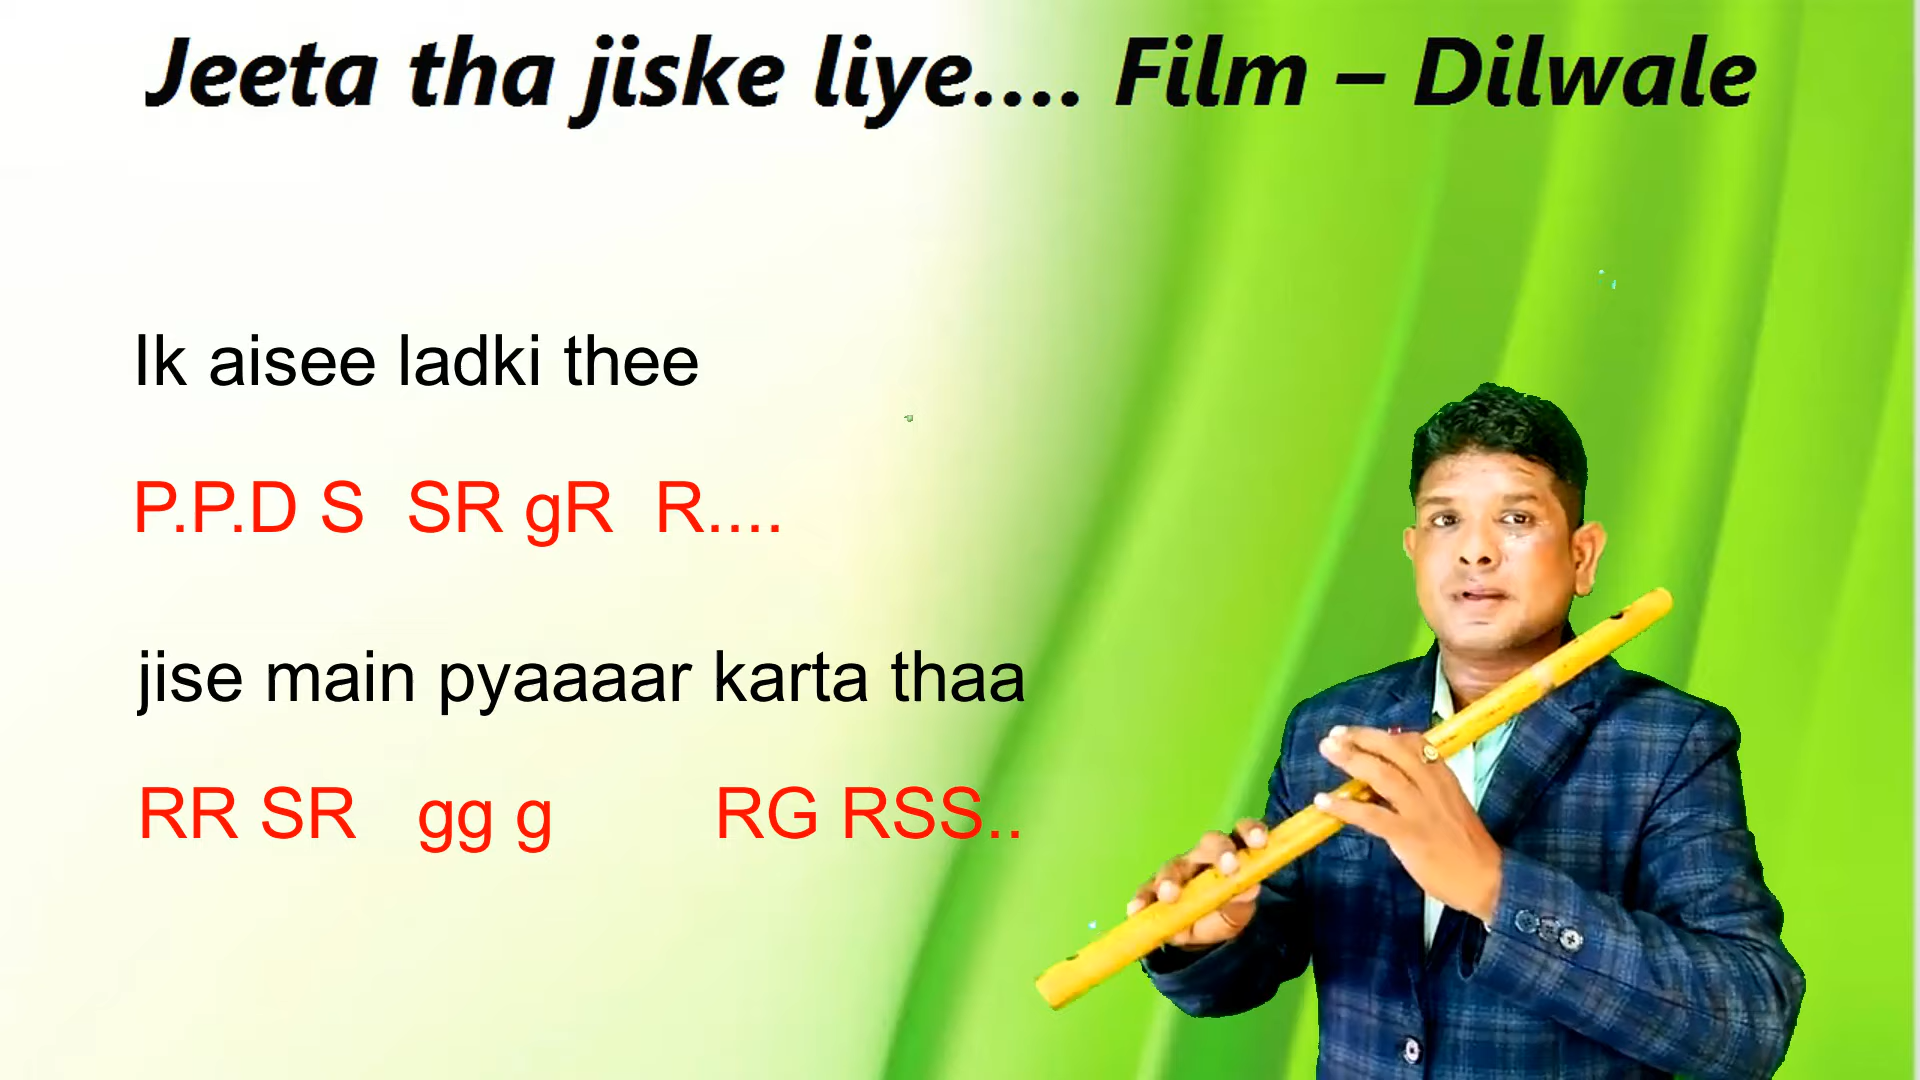 Jeeta tha jiske liye.... Film – Dilwale
Ik aisee ladki thee
P.P.D S SR gR R....
jise main pyaaaar karta thaa
RR SR gg g RG RSS..